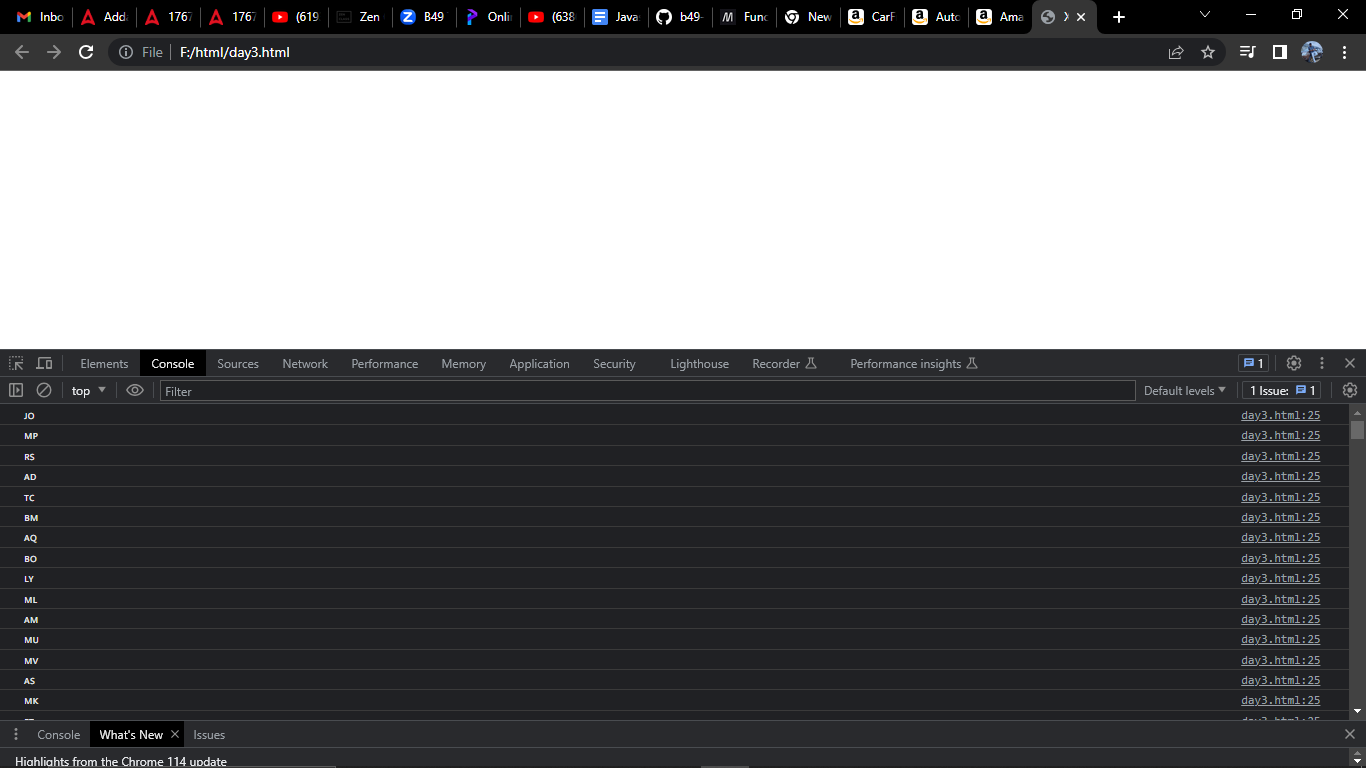 Inbo
Add
1767
1767
(619
Zen
B49
Onli
(638
Java
b49-
Func
New
CarF
Auto
Ama
File F:/html/day3.html
Elements Console Sources Network Performance Memory Application Security Lighthouse Recorder Performance insights 1
top Filter Default levels 1 Issue: 1
JO day3.html:25
MP day3.html:25
RS day3.html:25
AD day3.html:25
TC day3.html:25
BM day3.html:25
AQ day3.html:25
BO day3.html:25
LY day3.html:25
ML day3.html:25
AM day3.html:25
MU day3.html:25
MV day3.html:25
AS day3.html:25
MK day3.html:25
day3.html:25
Console What's New Issues
Highlights from the Chrome 114 update